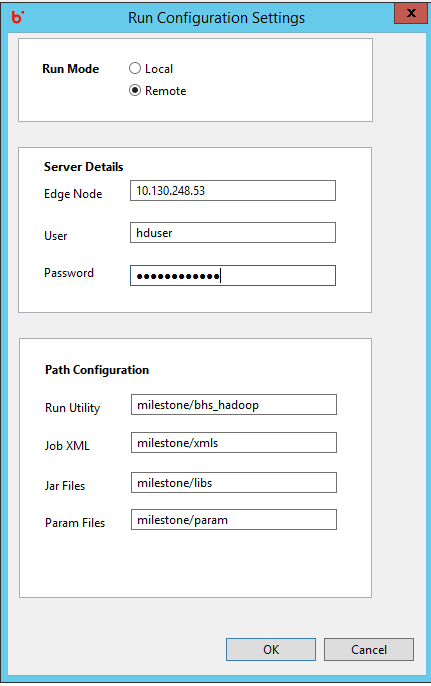 Run Configuration Settings
x
Run Mode
Local
Remote
Server Details
Edge Node 10.130.248.53
User hduser
Password ●●●●●●●●●●●●
Path Configuration
Run Utility milestone/bhs_hadoop
Job XML milestone/xmls
Jar Files milestone/libs
Param Files milestone/param
OK Cancel